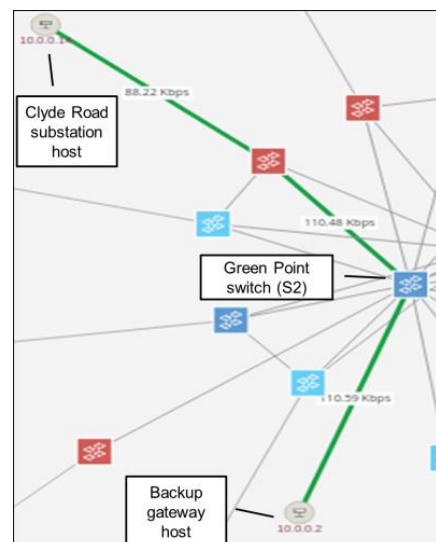 10.0.0.14
88.22 Kbps
Clyde Road
substation
host
110.48 Kbps
Green Point
switch (S2)
110.59 Kbps
Backup
gateway
host
10.0.0.2